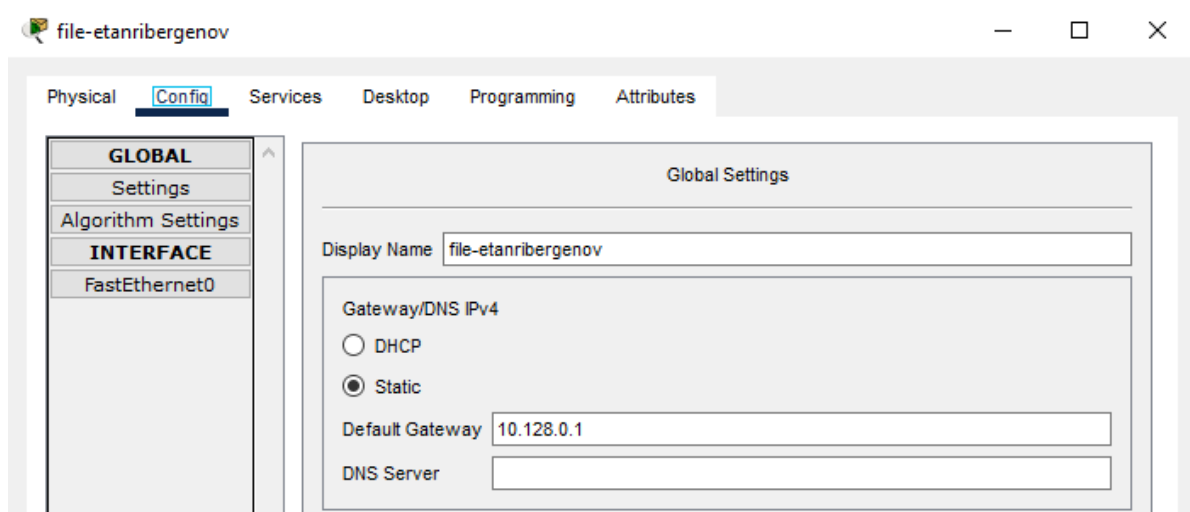 file-etanribergenov
Physical Config Services Desktop Programming Attributes
GLOBAL
Settings
Algorithm Settings
INTERFACE
FastEthernet0
Global Settings
Display Name file-etanribergenov
Gateway/DNS IPv4
DHCP
Static
Default Gateway 10.128.0.1
DNS Server